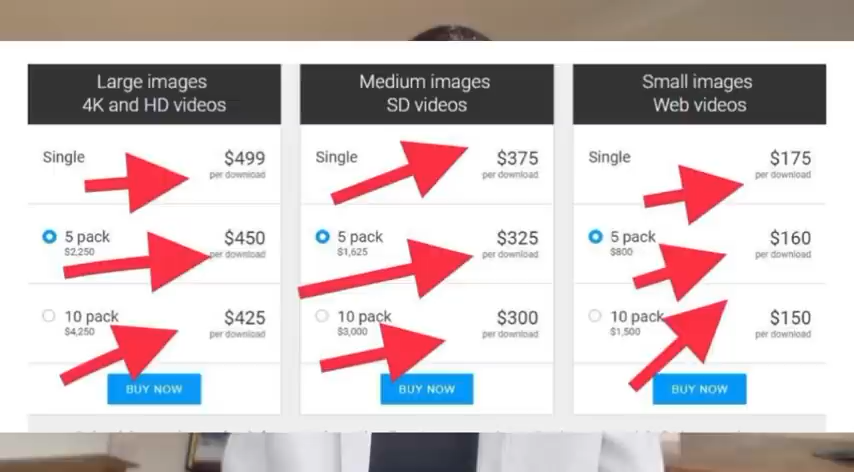 Large images
4K and HD videos
Single
$499
per download
5 pack
$2,250
$450
per download
10 pack
$4,250
$425
per download
BUY NOW
Medium images
SD videos
Single
$375
per download
5 pack
$1,625
$325
per download
10 pack
$3,000
$300
per download
BUY NOW
Small images
Web videos
Single
$175
per download
5 pack
$800
$160
per download
10 pack
$1,500
$150
per download
BUY NOW